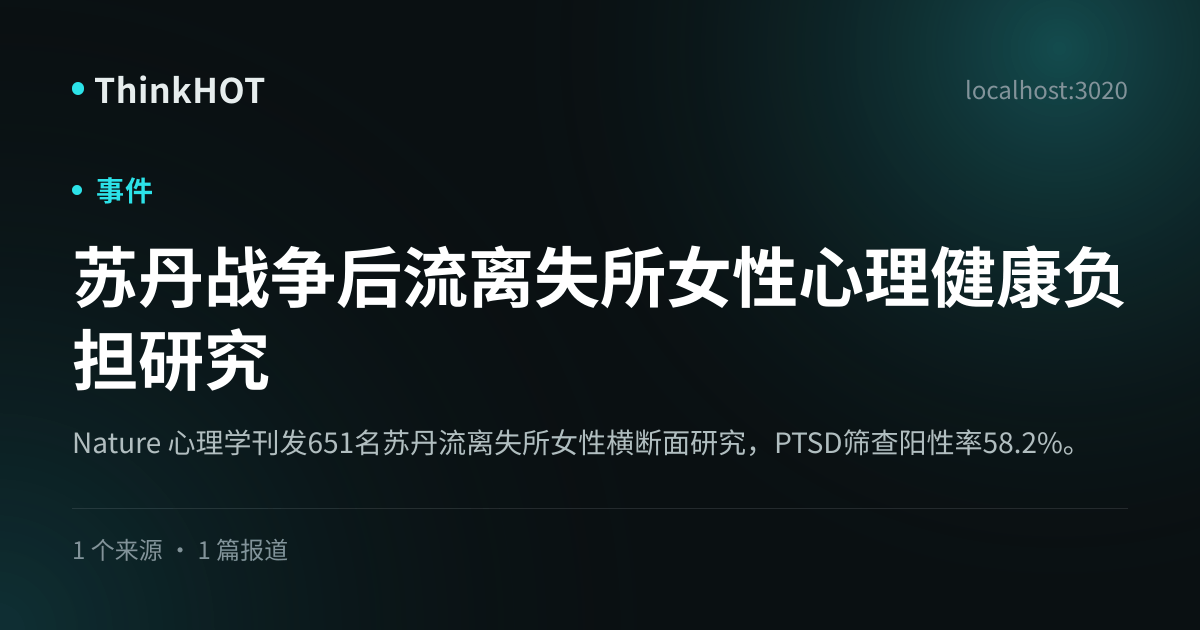 ThinkHOT
localhost:3020
事件
苏丹战争后流离失所女性心理健康负
担研究
Nature 心理学刊发651名苏丹流离失所女性横断面研究，PTSD筛查阳性率58.2%。
1 个来源 · 1 篇报道